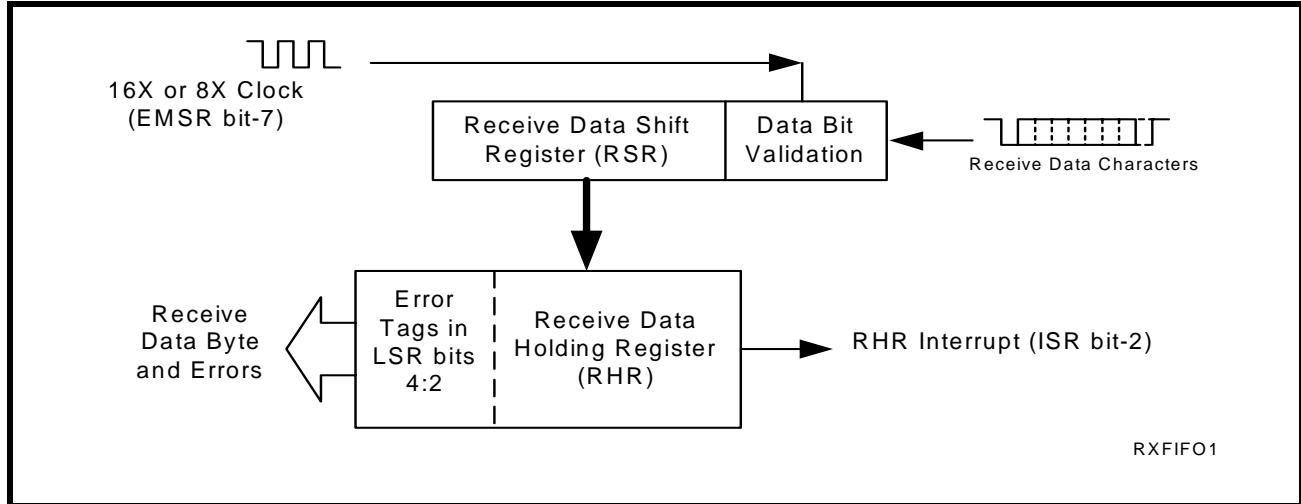 16X or 8X Clock
(EMSR bit-7)
Receive Data Shift
Register (RSR)
Data Bit
Validation
Receive Data Characters
Receive
Data Byte
and Errors
Error
Tags in
LSR bits
4:2
Receive Data
Holding Register
(RHR)
RHR Interrupt (ISR bit-2)
RXFIFO1